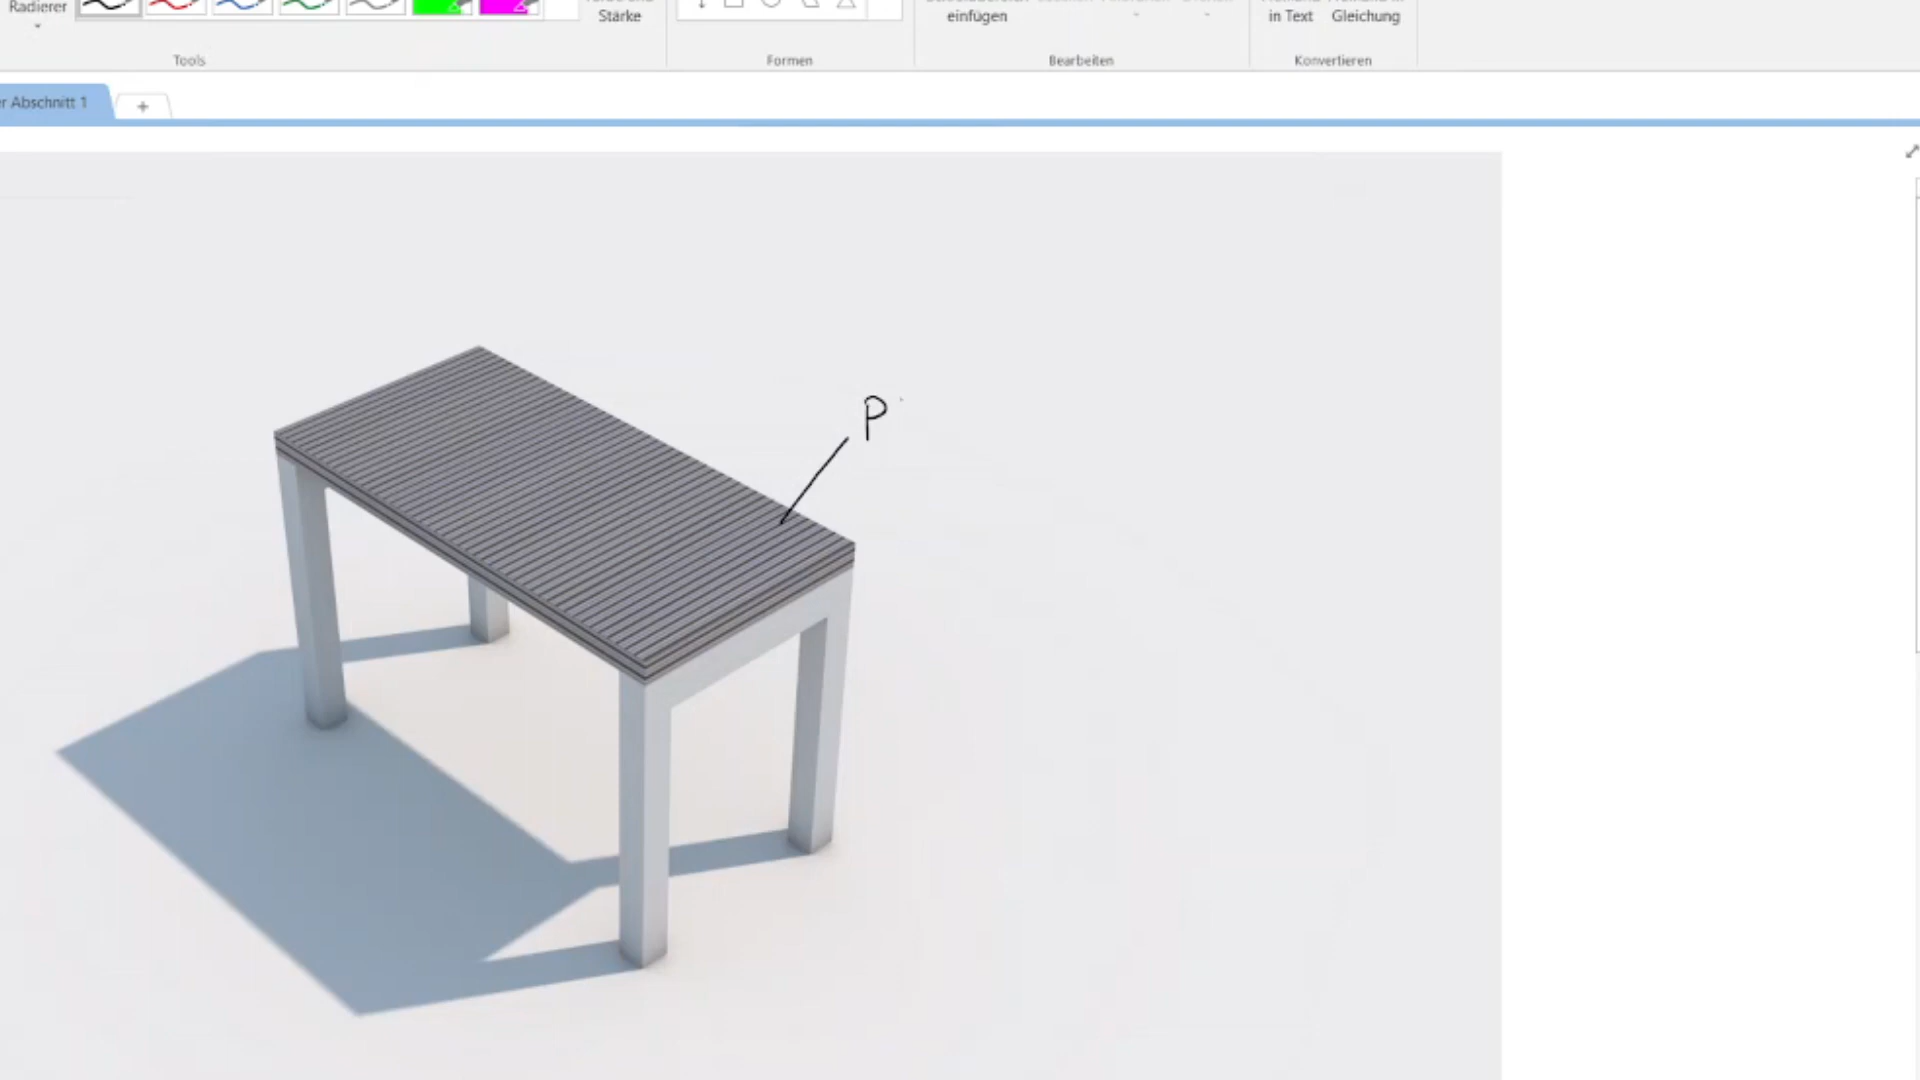 Radierer
Stärke
einfügen
in Text
Gleichung
Tools
Formen
Bearbeiten
Konvertieren
r Abschnitt 1
+
P